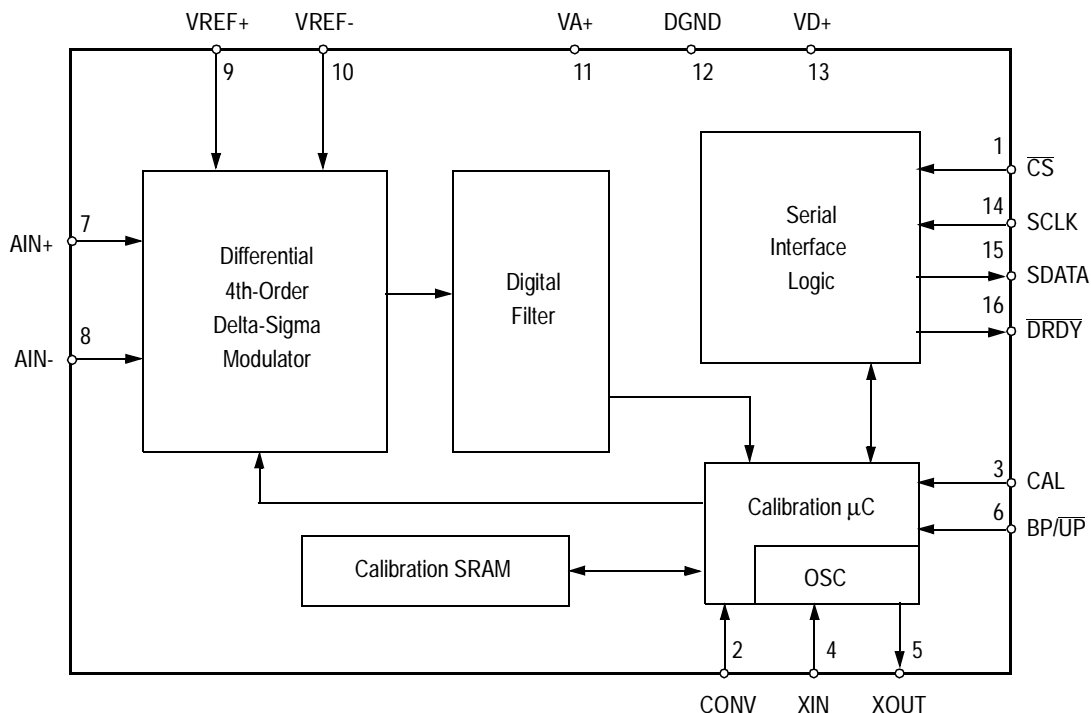 VREF+ VREF- VA+ DGND VD+
9 10 11 12 13
1 CS
14 SCLK
15 SDATA
16 DRDY
7
AIN+
8
AIN-
Differential
4th-Order
Delta-Sigma
Modulator
Digital
Filter
Serial
Interface
Logic
3 CAL
6 BP/UP
Calibration µC
OSC
Calibration SRAM
2 4 5
CONV XIN XOUT